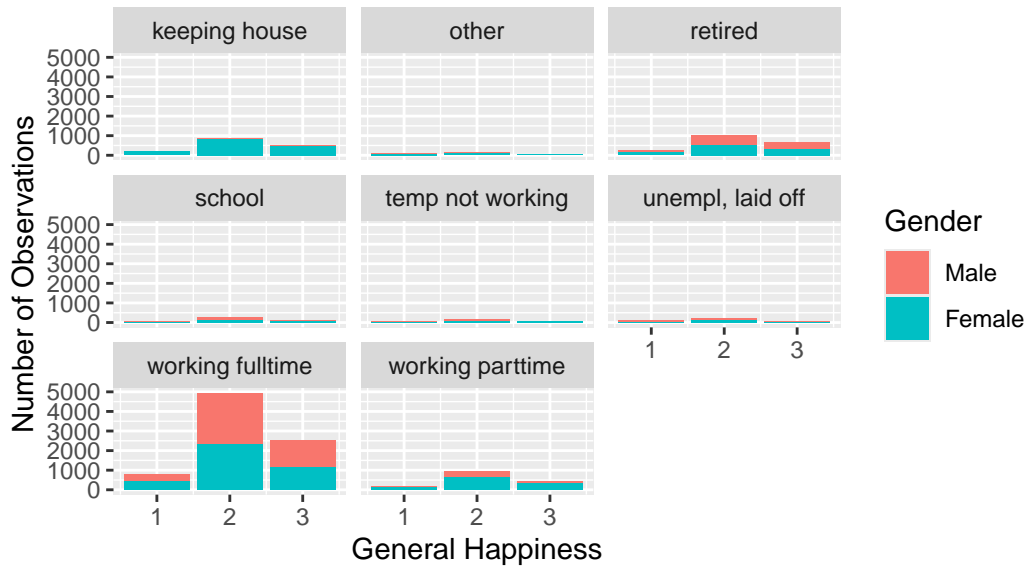 keeping house
other
retired
5000
4000
3000
2000
1000
0
school
temp not working
unempl, laid off
5000
4000
3000
2000
1000
0
1
2
3
working fulltime
working parttime
5000
4000
3000
2000
1000
0
1
2
3
1
2
3
General Happiness
Number of Observations
Gender
Male
Female